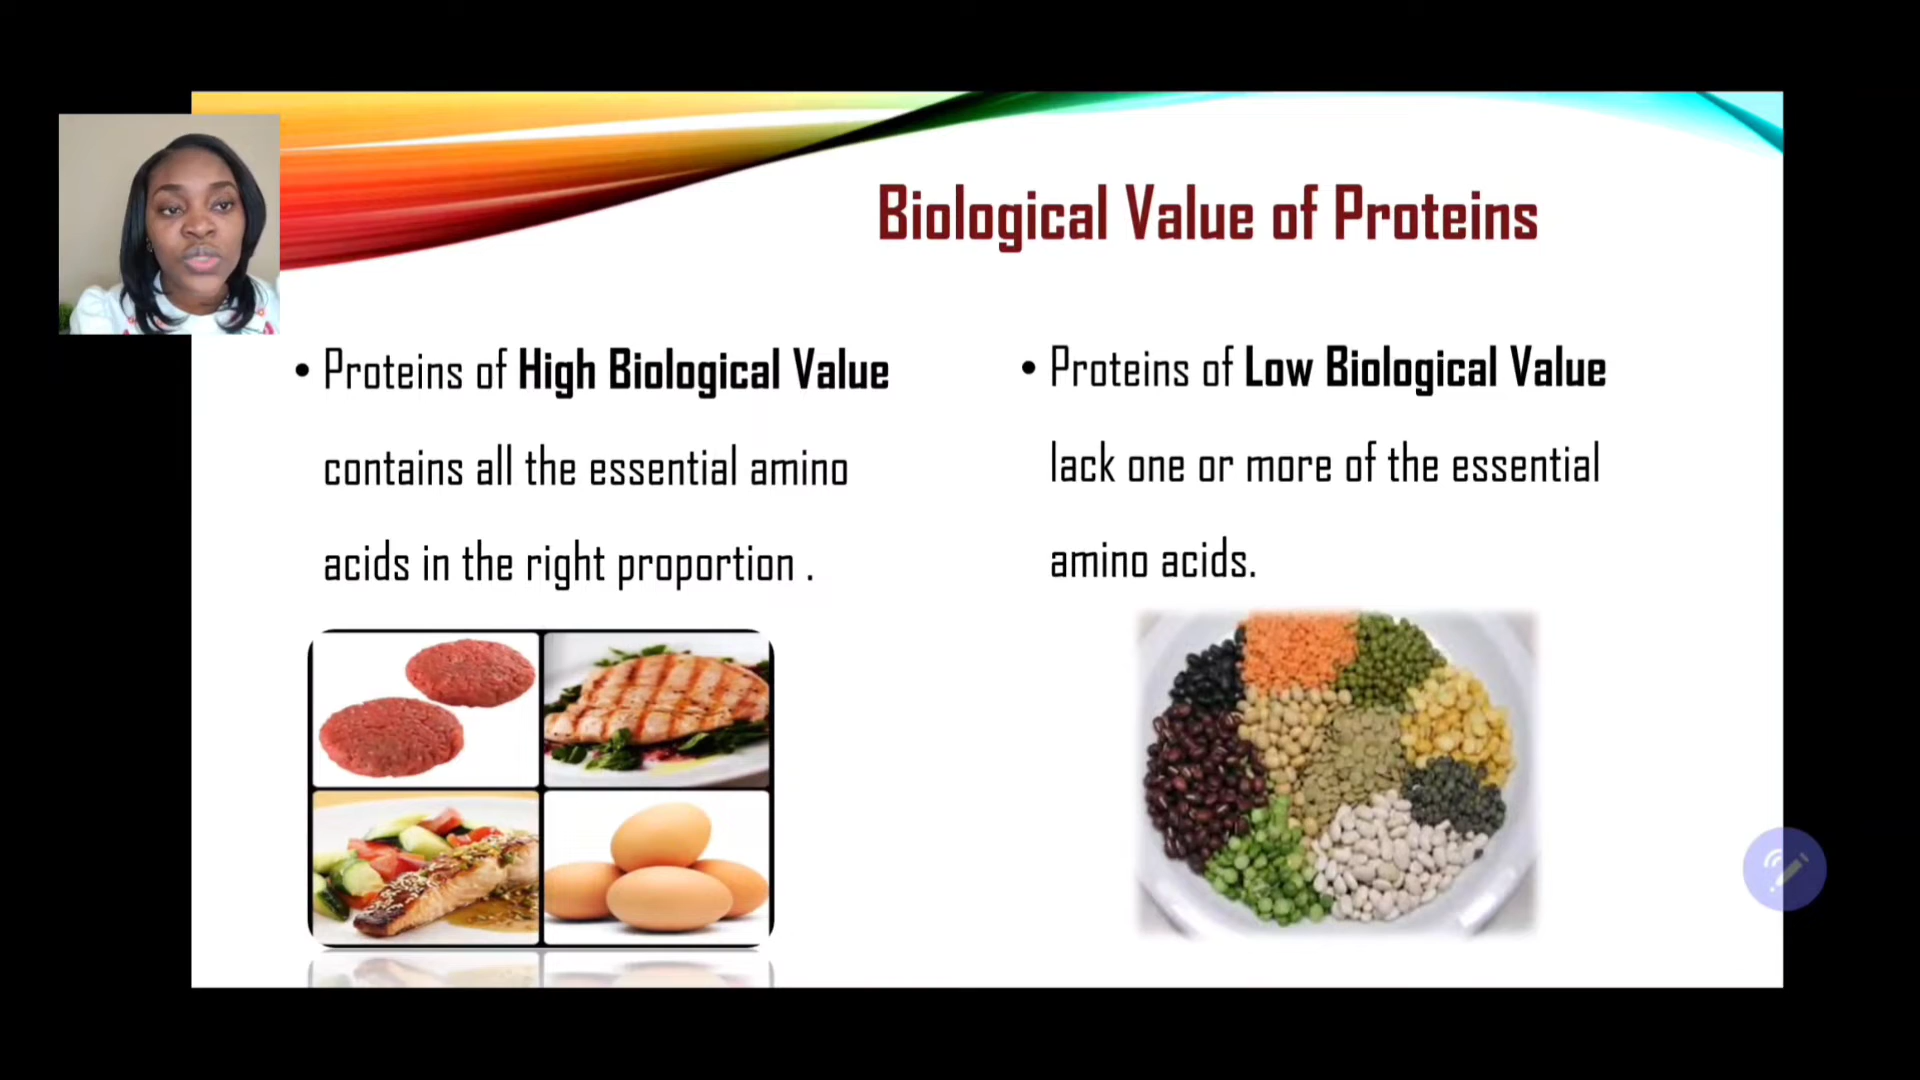 Biological Value of Proteins
• Proteins of High Biological Value
contains all the essential amino
acids in the right proportion .
• Proteins of Low Biological Value
lack one or more of the essential
amino acids.